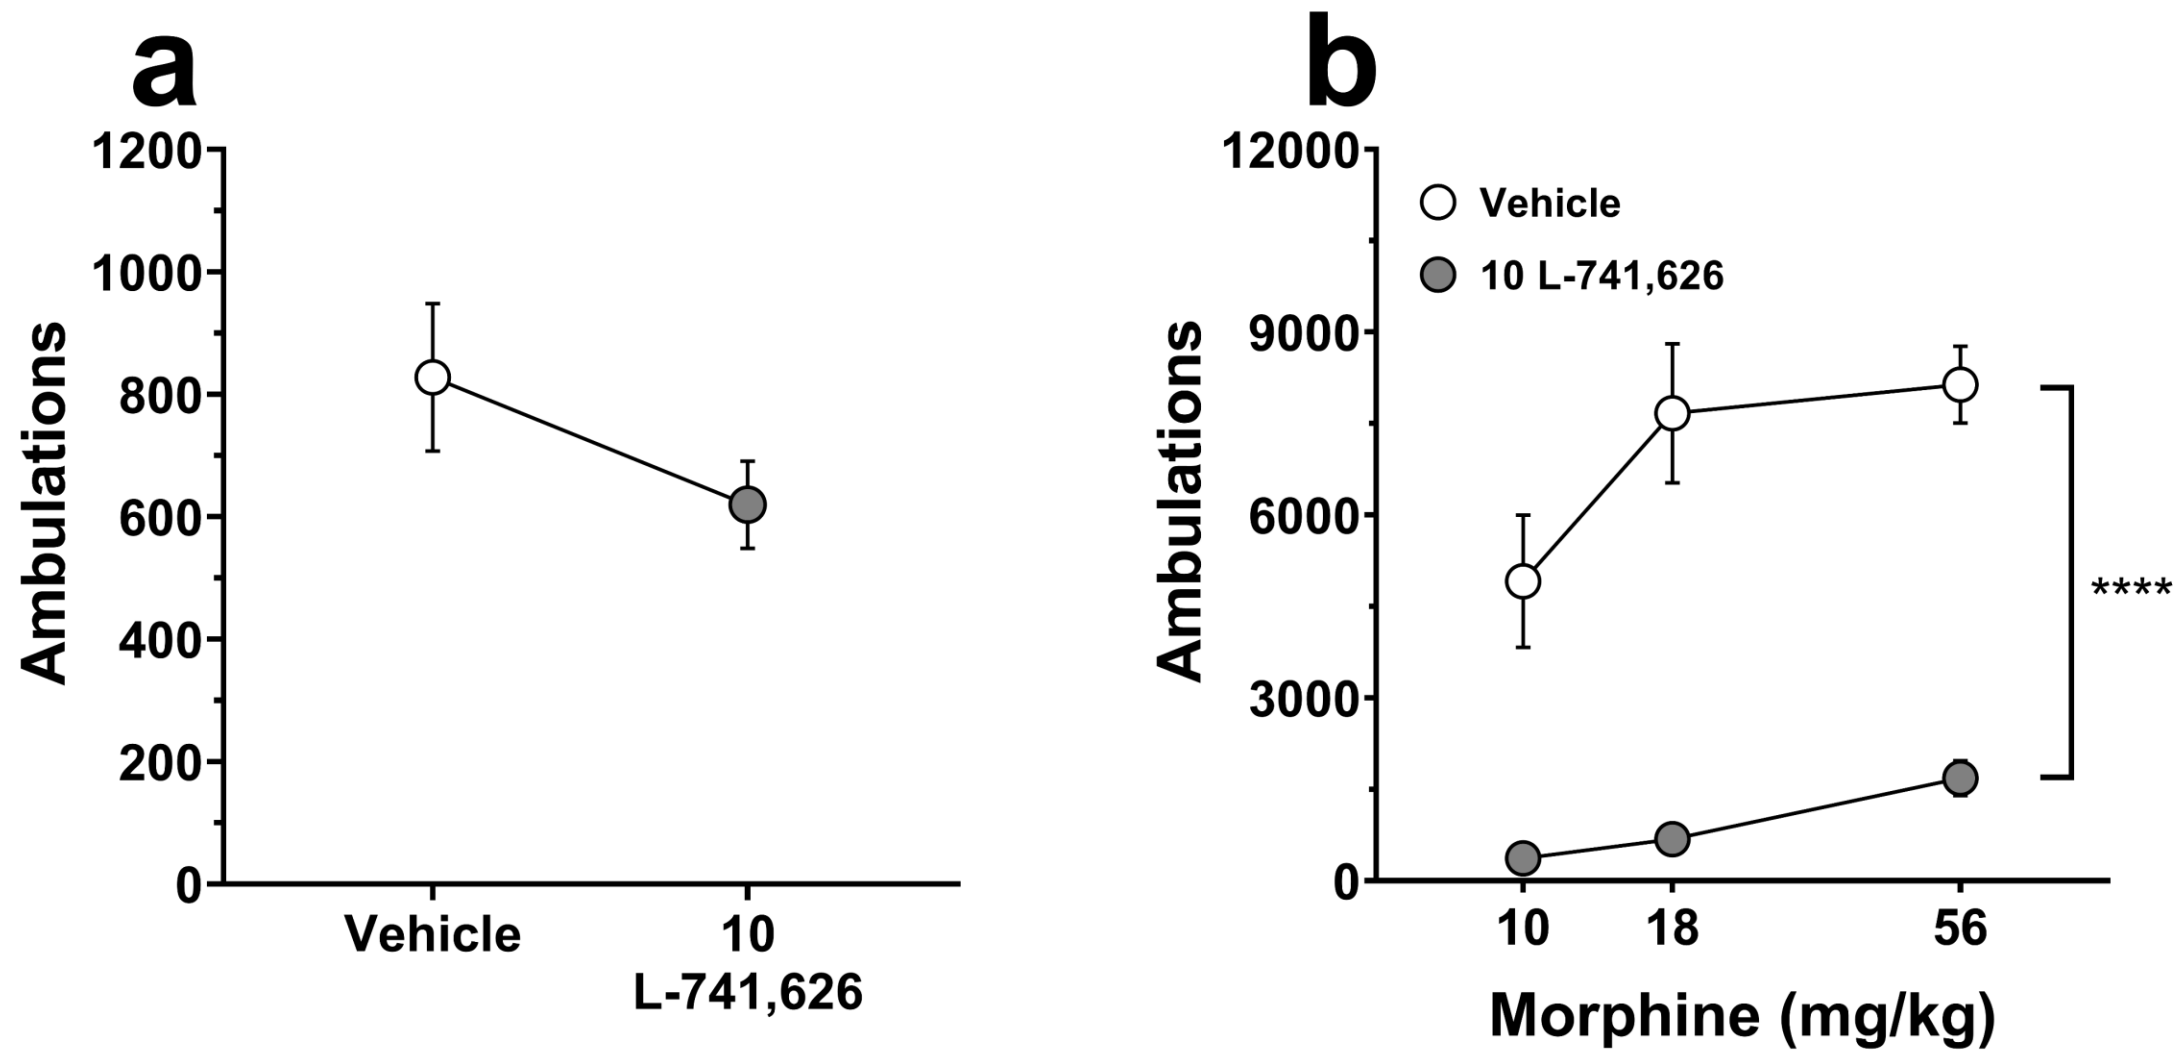 a
1200
1000
800
600
400
200
0
Ambulations
Vehicle
10
L-741,626
b
12000
9000
6000
3000
0
Ambulations
Vehicle
10 L-741,626
****
10
18
56
Morphine (mg/kg)